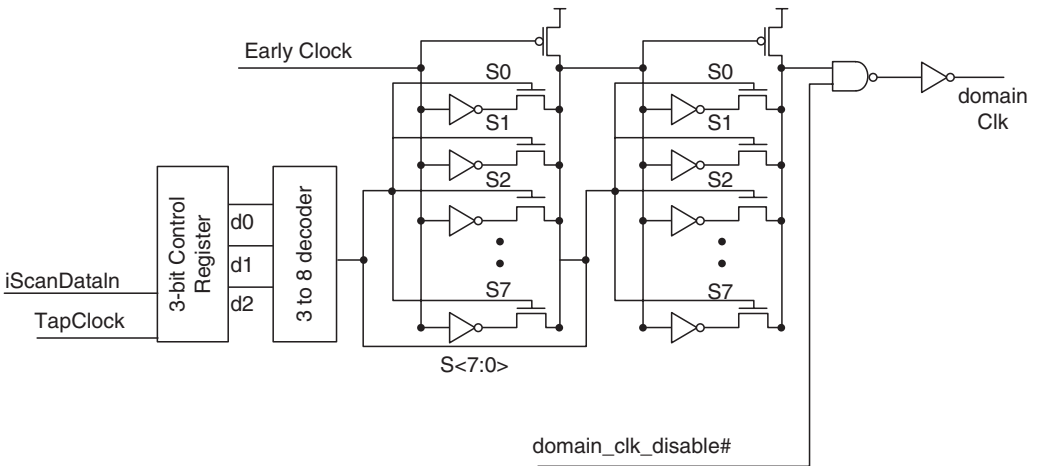 Early Clock
S0
S1
S2
S7
S0
S1
S2
S7
domain
Clk
3-bit Control
Register
d0
d1
d2
3 to 8 decoder
iScanDataIn
TapClock
S<7:0>
domain_clk_disable#